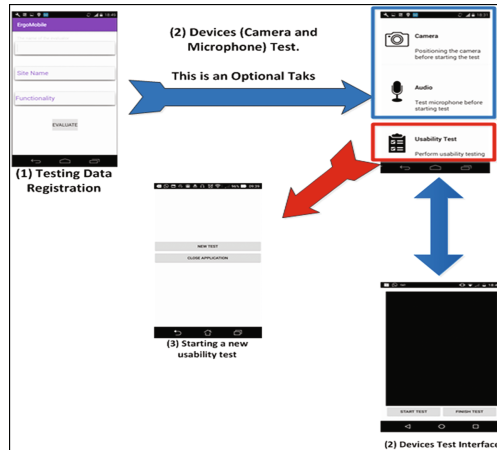 ErgoMobile
Site Name
Functionality
EVALUATE
(1) Testing Data
Registration
(2) Devices (Camera and
Microphone) Test.
This is an Optional Taks
Camera
Positioning the camera
before starting the test
Audio
Test microphone before
starting test
Usability Test
Perform usability testing
NEW TEST
CLOSE APPLICATION
(3) Starting a new
usability test
START TEST
FINISH TEST
(2) Devices Test Interface